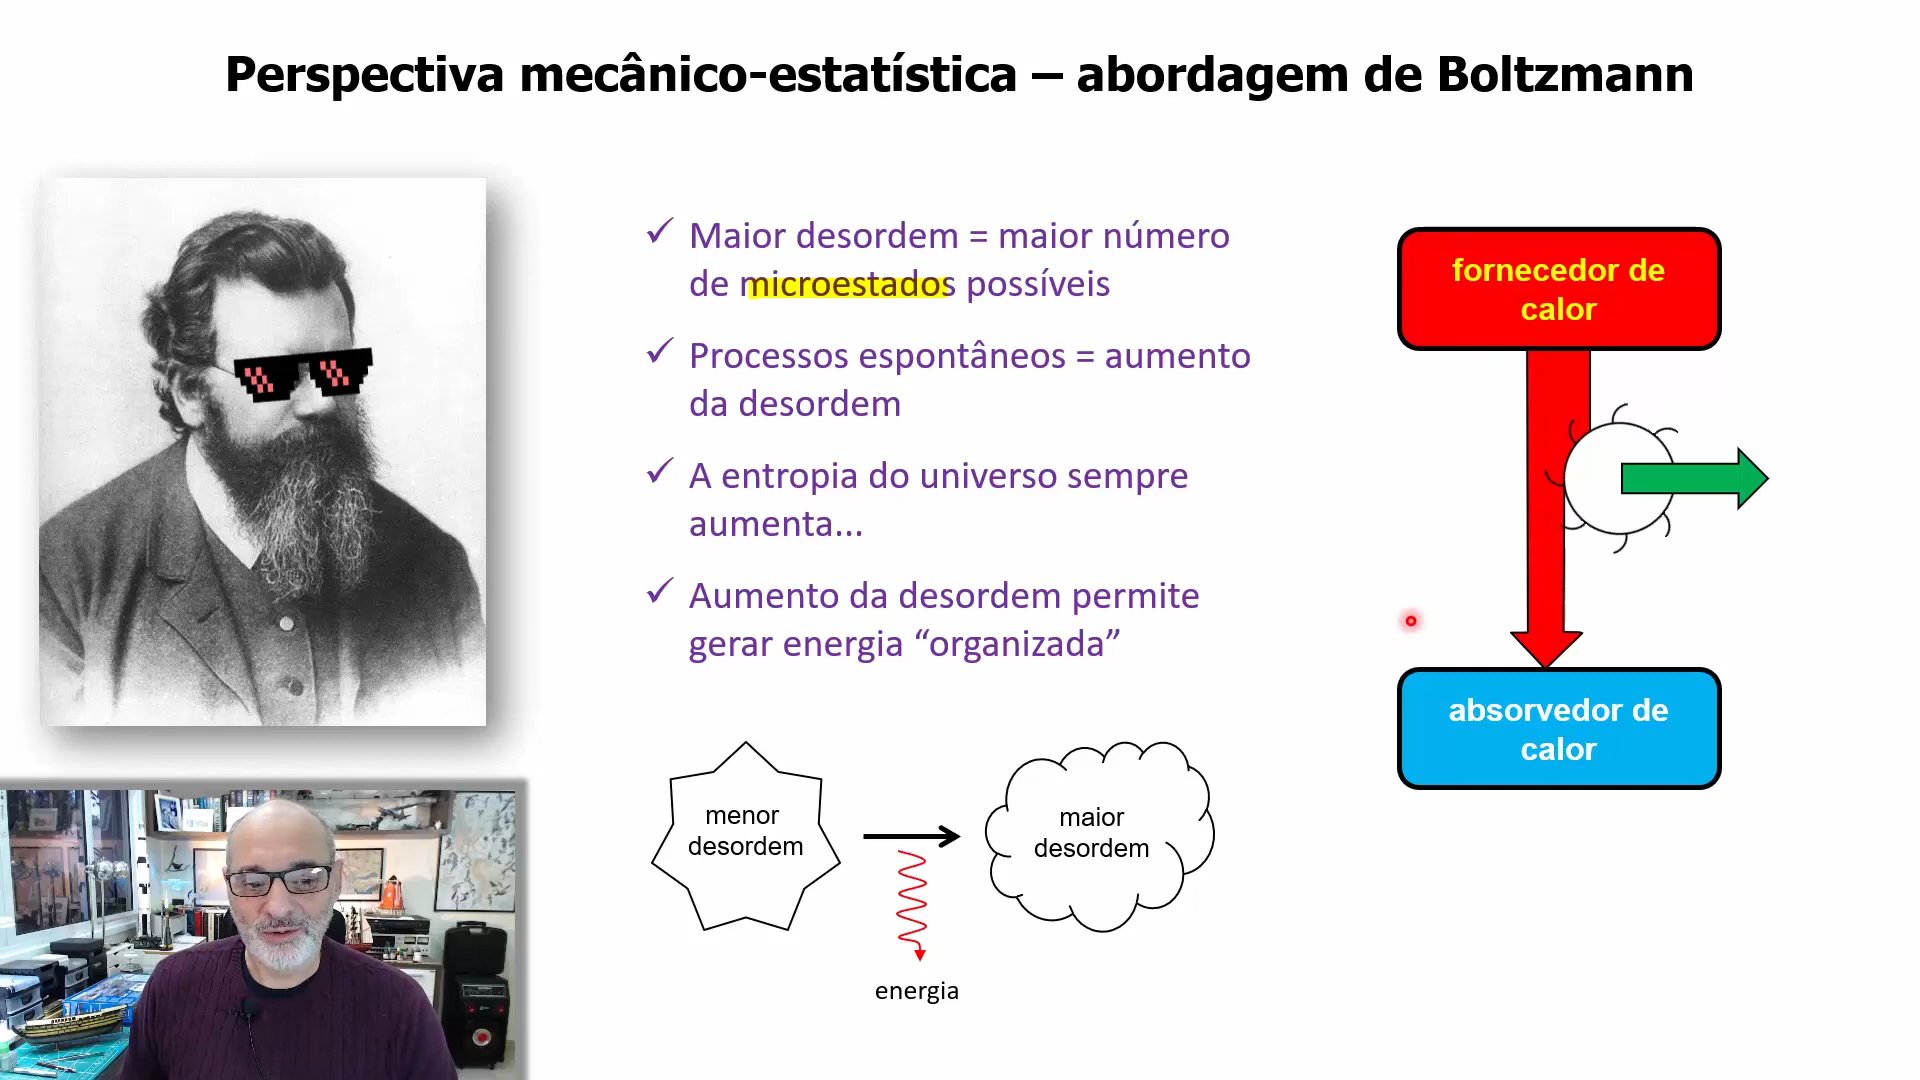 Perspectiva mecânico-estatística – abordagem de Boltzmann
✓ Maior desordem = maior número
de microestados possíveis
✓ Processos espontâneos = aumento
da desordem
✓ A entropia do universo sempre
aumenta...
✓ Aumento da desordem permite
gerar energia “organizada”
menor
desordem
maior
desordem
energia
fornecedor de
calor
absorvedor de
calor